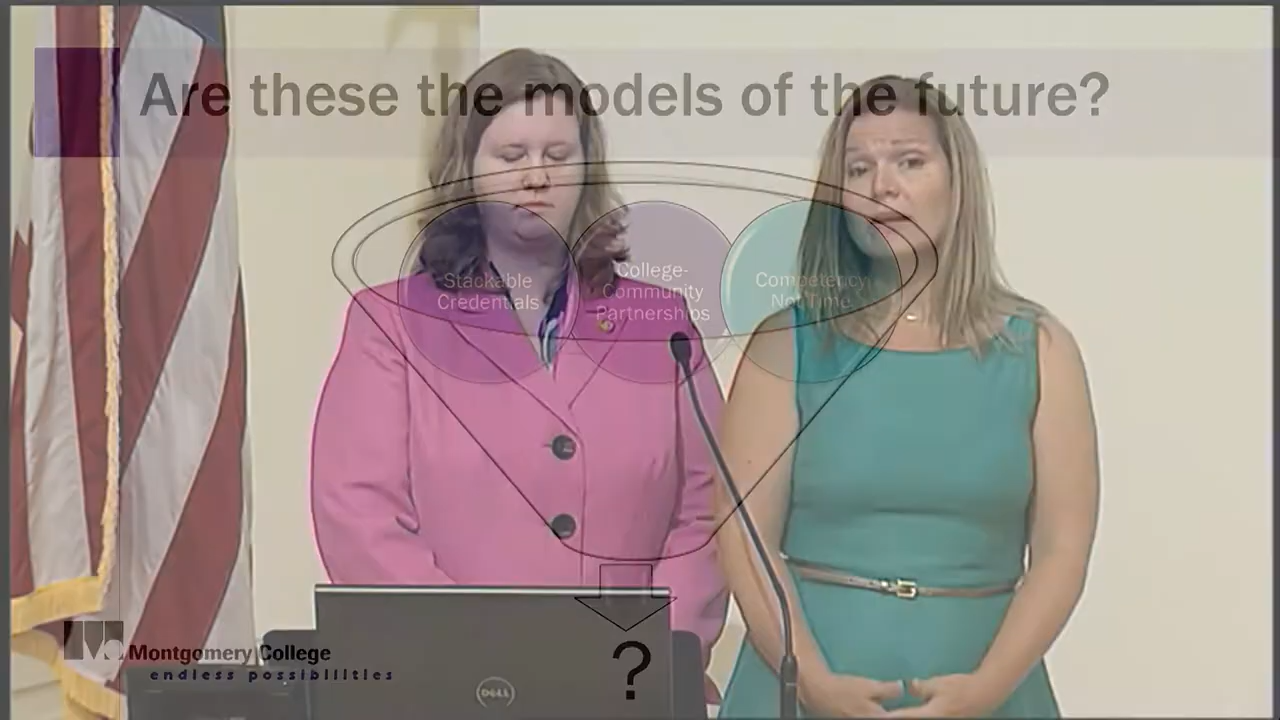 Are these the models of the future?
Stackable
Credentials
College-
Community
Partnerships
Competency
Not Time
?
Montgomery College
endless possibilities
DELL